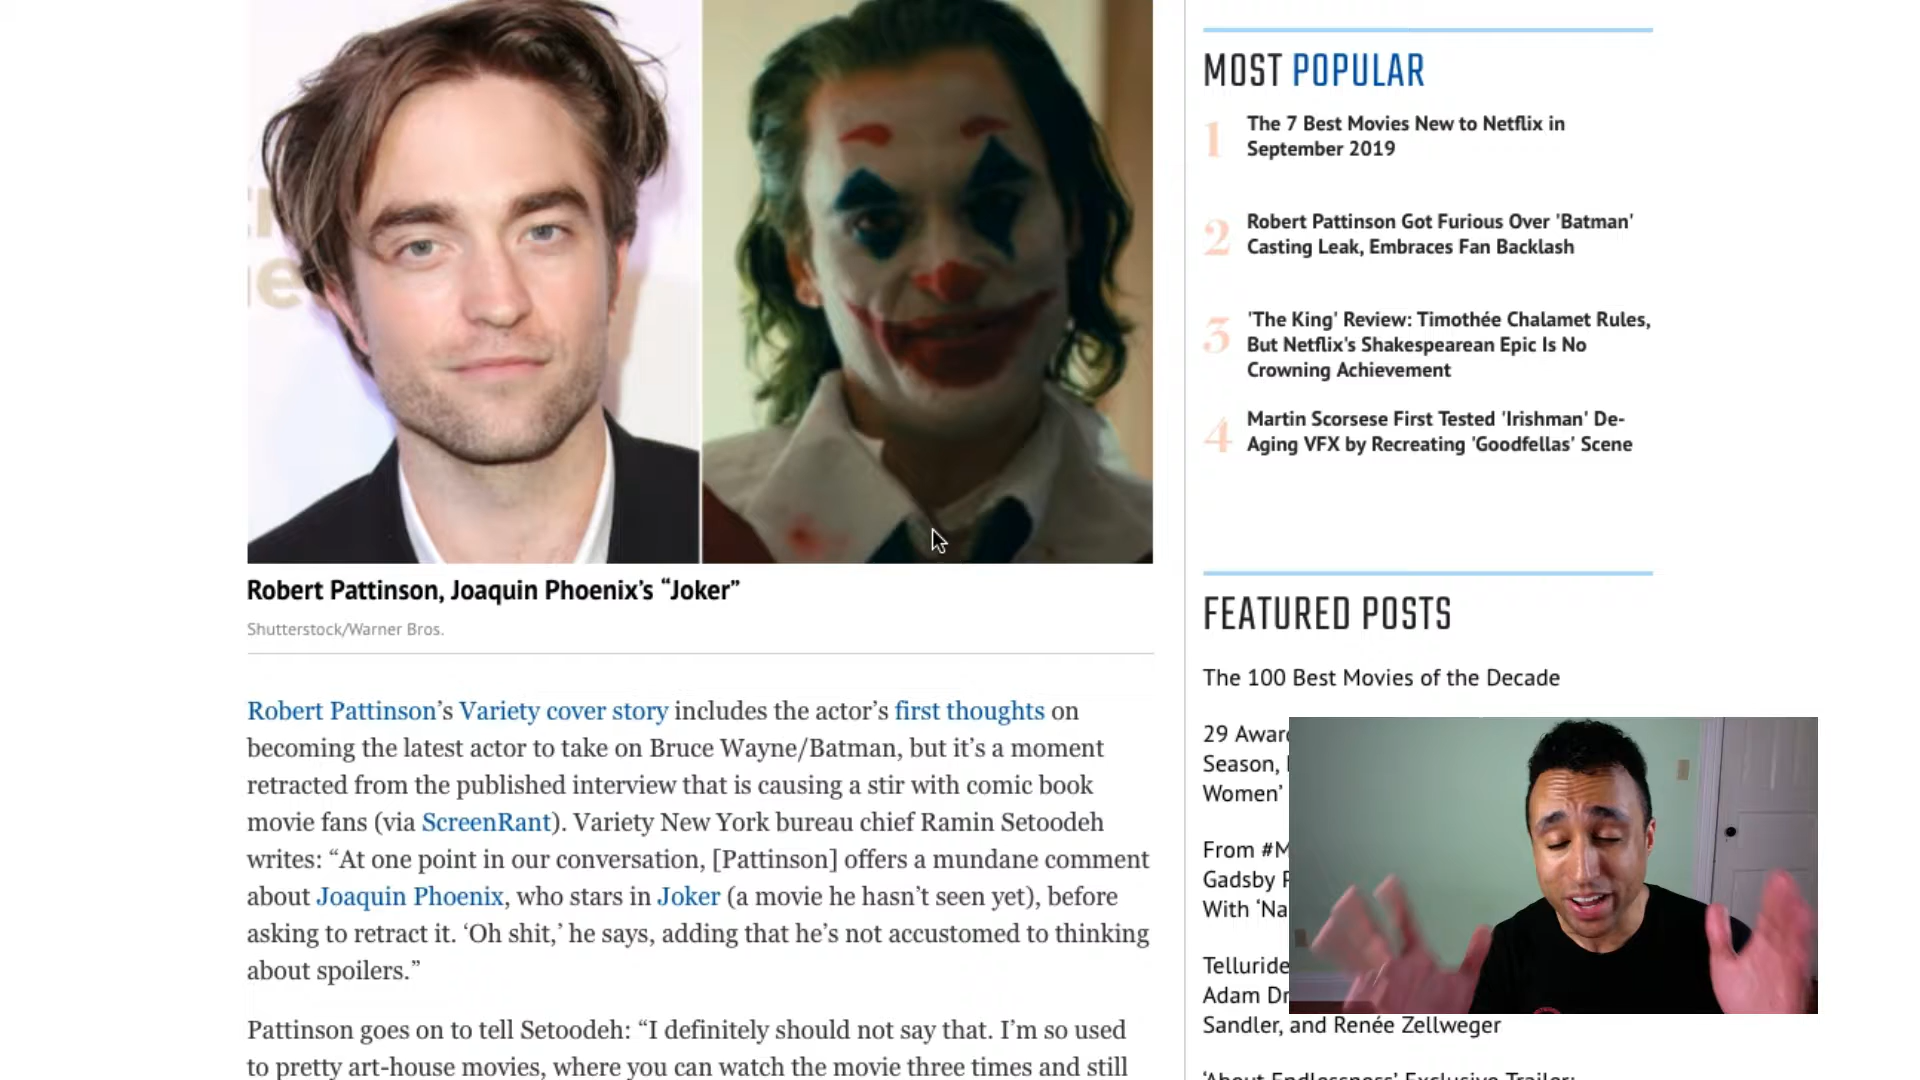 Robert Pattinson, Joaquin Phoenix’s “Joker”
Shutterstock/Warner Bros.
Robert Pattinson’s Variety cover story includes the actor’s first thoughts on
becoming the latest actor to take on Bruce Wayne/Batman, but it’s a moment
retracted from the published interview that is causing a stir with comic book
movie fans (via ScreenRant). Variety New York bureau chief Ramin Setoodeh
writes: “At one point in our conversation, [Pattinson] offers a mundane comment
about Joaquin Phoenix, who stars in Joker (a movie he hasn’t seen yet), before
asking to retract it. ‘Oh shit,’ he says, adding that he’s not accustomed to thinking
about spoilers.”
Pattinson goes on to tell Setoodeh: “I definitely should not say that. I’m so used
to pretty art-house movies, where you can watch the movie three times and still
MOST POPULAR
1 The 7 Best Movies New to Netflix in
September 2019
2 Robert Pattinson Got Furious Over 'Batman'
Casting Leak, Embraces Fan Backlash
3 'The King' Review: Timothée Chalamet Rules,
But Netflix's Shakespearean Epic Is No
Crowning Achievement
4 Martin Scorsese First Tested 'Irishman' De-
Aging VFX by Recreating 'Goodfellas' Scene
FEATURED POSTS
The 100 Best Movies of the Decade
29
Season,
Women’
From
Gadsby
With
Telluride
Adam
Sandler, and Renée Zellweger
‘About Endlessness’ Exclusive Trailer: